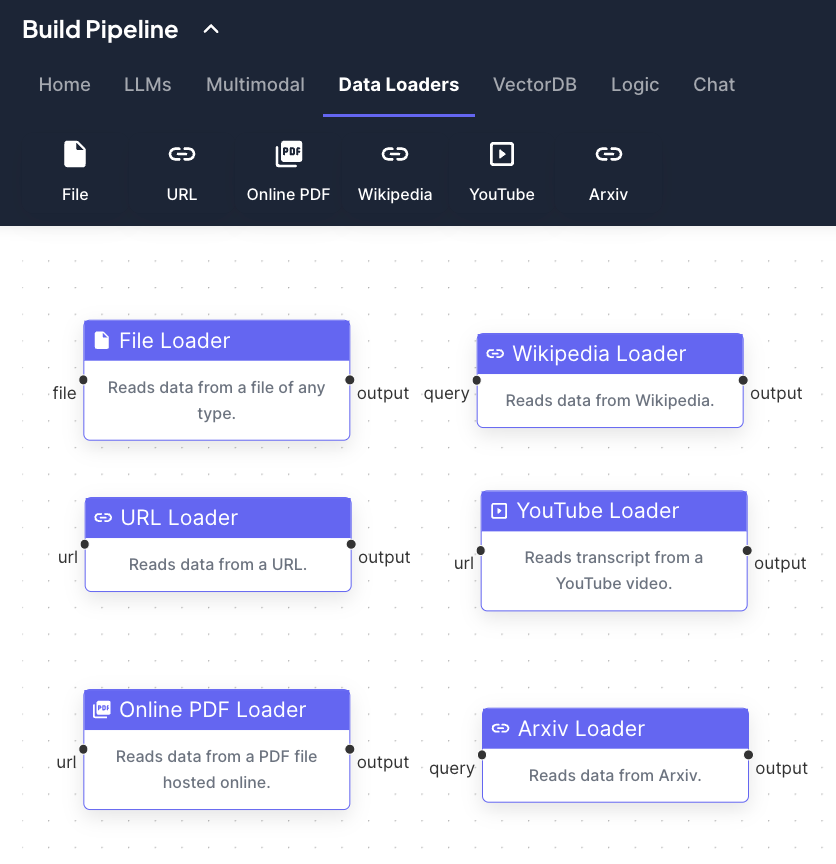 Build Pipeline
Home LLMs Multimodal Data Loaders VectorDB Logic Chat
PDF
File URL Online PDF Wikipedia YouTube Arxiv
File Loader
file
Reads data from a file of any
type.
output
Wikipedia Loader
query
Reads data from Wikipedia.
output
URL Loader
url
Reads data from a URL.
output
YouTube Loader
url
Reads transcript from a
YouTube video.
output
PDF
Online PDF Loader
url
Reads data from a PDF file
hosted online.
output
Arxiv Loader
query
Reads data from Arxiv.
output